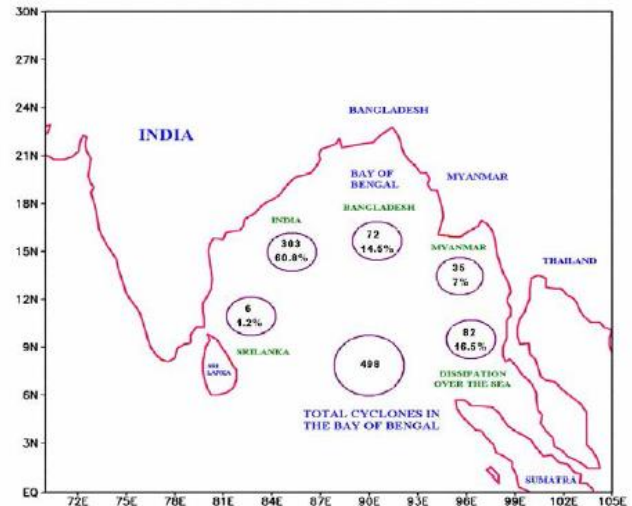 30N
27N
24N
21N
18N
15N
12N
9N
6N
3N
EQ
BANGLADESH
INDIA
BAY OF
BENGAL
MYANMAR
INDIA
BANGLADESH
303
60.8%
72
14.5%
MYANMAR
35
7%
THAILAND
6
1.2%
SRILANKA
82
16.5%
SRI
LANKA
498
DISSIPATION
OVER THE SEA
TOTAL CYCLONES IN
THE BAY OF BENGAL
SUMATRA
72E 75E 78E 81E 84E 87E 90E 93E 96E 99E 102E 105E